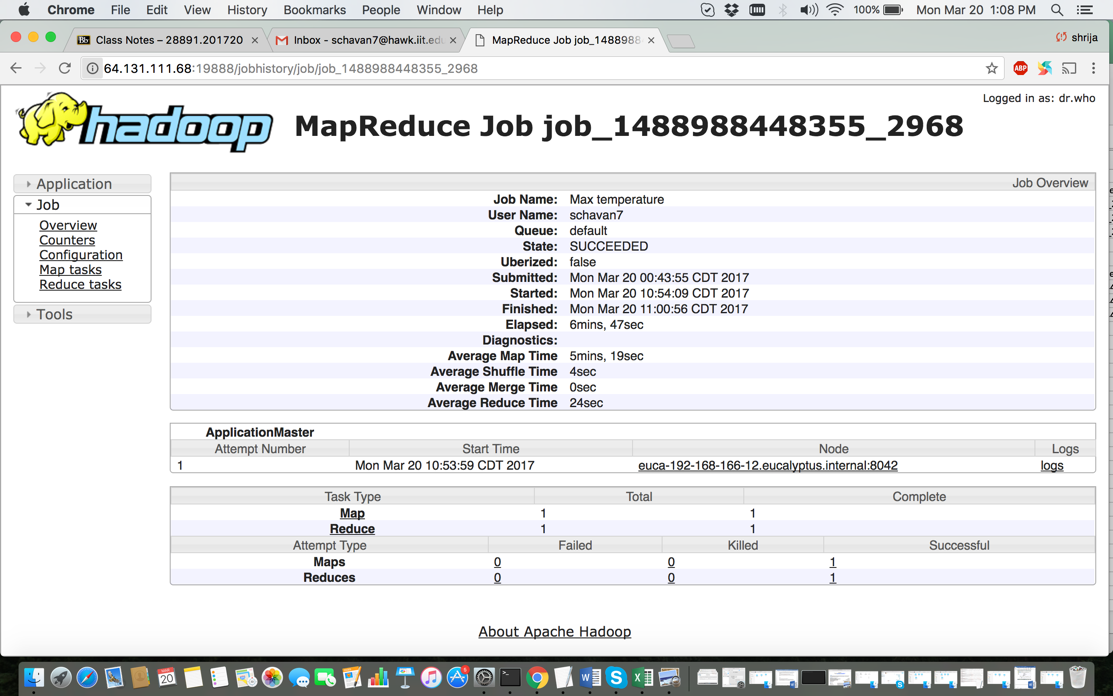 Chrome File Edit View History Bookmarks People Window Help 100% Mon Mar 20 1:08 PM
Class Notes – 28891.201720 Inbox - schavan7@hawk.iit.edu MapReduce Job job_1488988 shrija
64.131.111.68:19888/jobhistory/job/job_1488988448355_2968 ABP
Logged in as: dr.who
hadoop MapReduce Job job_1488988448355_2968
Application
Job
Overview
Counters
Configuration
Map tasks
Reduce tasks
Tools
Job Overview
Job Name: Max temperature
User Name: schavan7
Queue: default
State: SUCCEEDED
Uberized: false
Submitted: Mon Mar 20 00:43:55 CDT 2017
Started: Mon Mar 20 10:54:09 CDT 2017
Finished: Mon Mar 20 11:00:56 CDT 2017
Elapsed: 6mins, 47sec
Diagnostics:
Average Map Time 5mins, 19sec
Average Shuffle Time 4sec
Average Merge Time 0sec
Average Reduce Time 24sec
ApplicationMaster
Attempt Number Start Time Node Logs
1 Mon Mar 20 10:53:59 CDT 2017 euca-192-168-166-12.eucalyptus.internal:8042 logs
Task Type Total Complete
Map 1 1
Reduce 1 1
Attempt Type Failed Killed Successful
Maps 0 0 1
Reduces 0 0 1
About Apache Hadoop
20